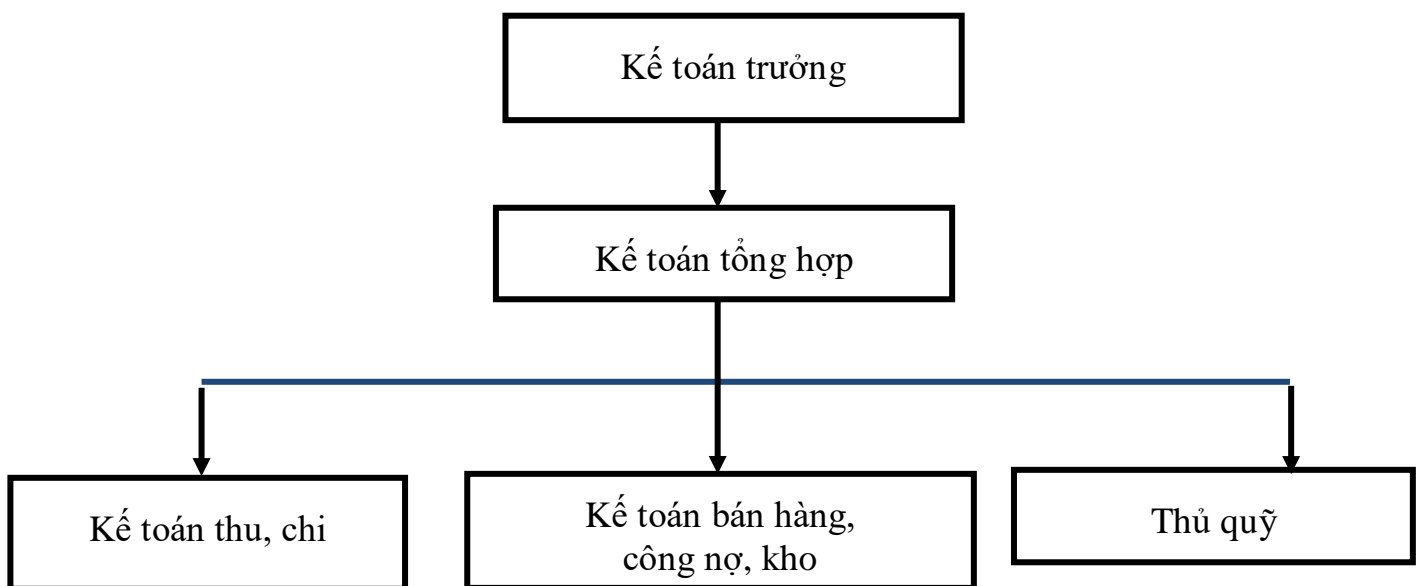 Kế toán trưởng
Kế toán tổng hợp
Kế toán thu, chi
Kế toán bán hàng,
công nợ, kho
Thủ quỹ